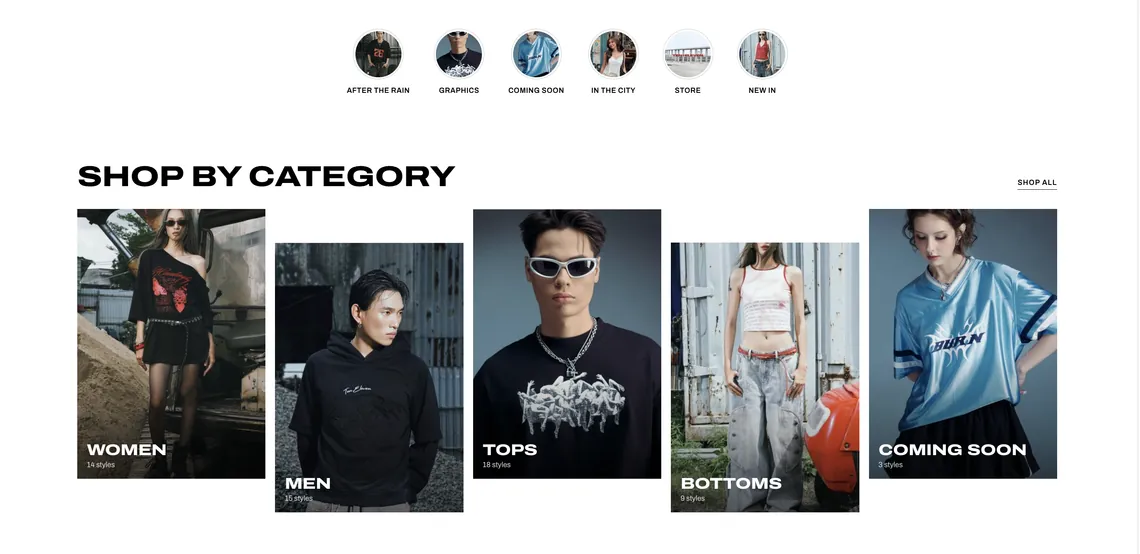 AFTER THE RAIN
GRAPHICS
COMING SOON
IN THE CITY
STORE
NEW IN
SHOP BY CATEGORY
SHOP ALL
WOMEN
14 styles
MEN
15 styles
TOPS
18 styles
BOTTOMS
9 styles
BURN
COMING SOON
3 styles